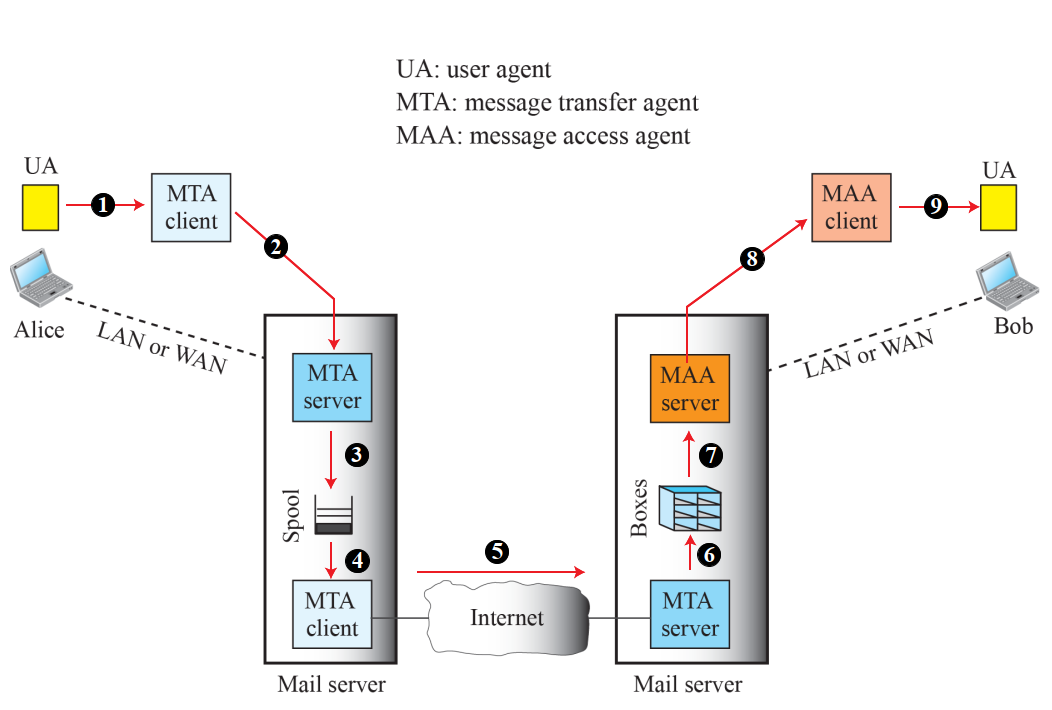 UA: user agent
MTA: message transfer agent
MAA: message access agent
UA
1
MTA
client
2
Alice
LAN or WAN
MTA
server
3
Spool
4
MTA
client
Mail server
5
Internet
MTA
server
6
Boxes
7
MAA
server
Mail server
8
MAA
client
9
UA
Bob
LAN or WAN